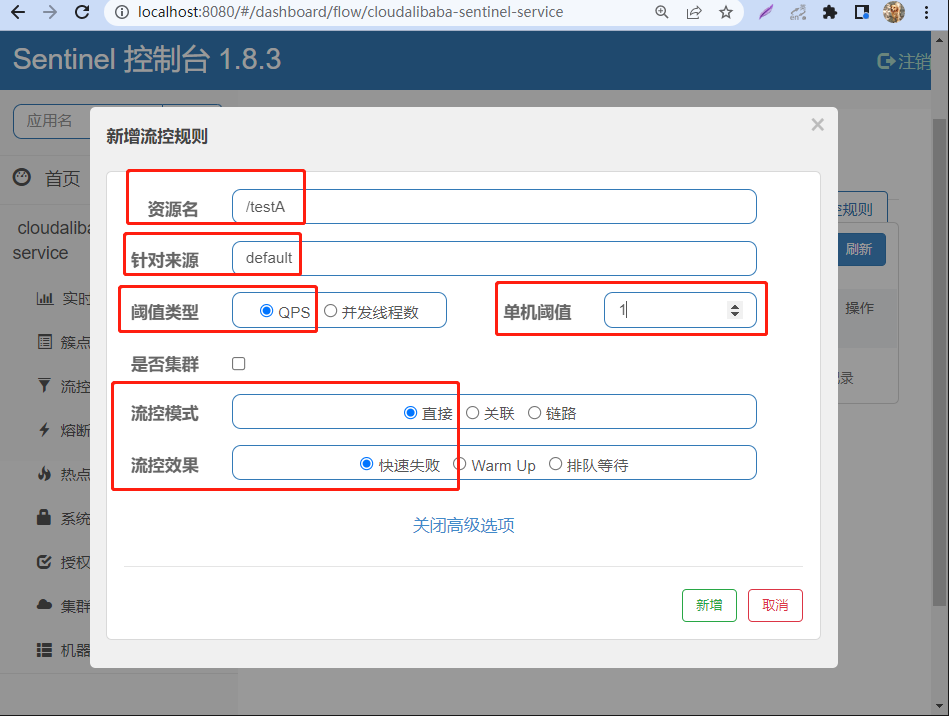 localhost:8080/#/dashboard/flow/cloudalibaba-sentinel-service
Sentinel 控制台 1.8.3
注销
应用名
新增流控规则
×
首页
资源名 /testA
控规则
cloudaliba
service
针对来源 default
刷新
实时
阈值类型 QPS 并发线程数 单机阈值 1
操作
簇点
是否集群
录
流控
流控模式 直接 关联 链路
熔断
流控效果 快速失败 Warm Up 排队等待
热点
系统
关闭高级选项
授权
集群
新增 取消
机器